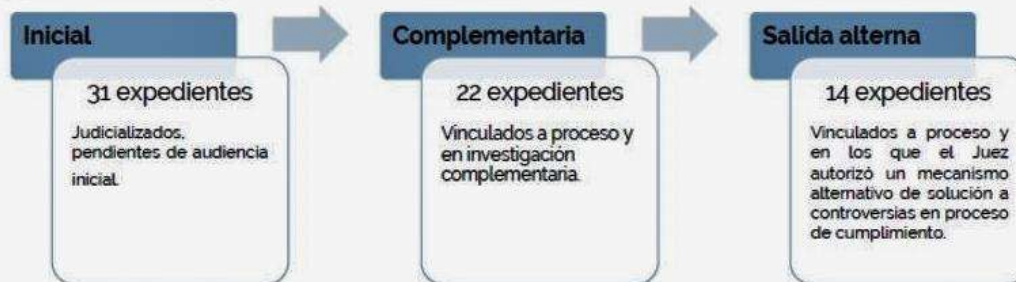 Inicial
31 expedientes
Judicializados,
pendientes de audiencia
inicial.
Complementaria
22 expedientes
Vinculados a proceso y
en investigación
complementaria.
Salida alterna
14 expedientes
Vinculados a proceso y
en los que el Juez
autorizó un mecanismo
alternativo de solución a
controversias en proceso
de cumplimiento.